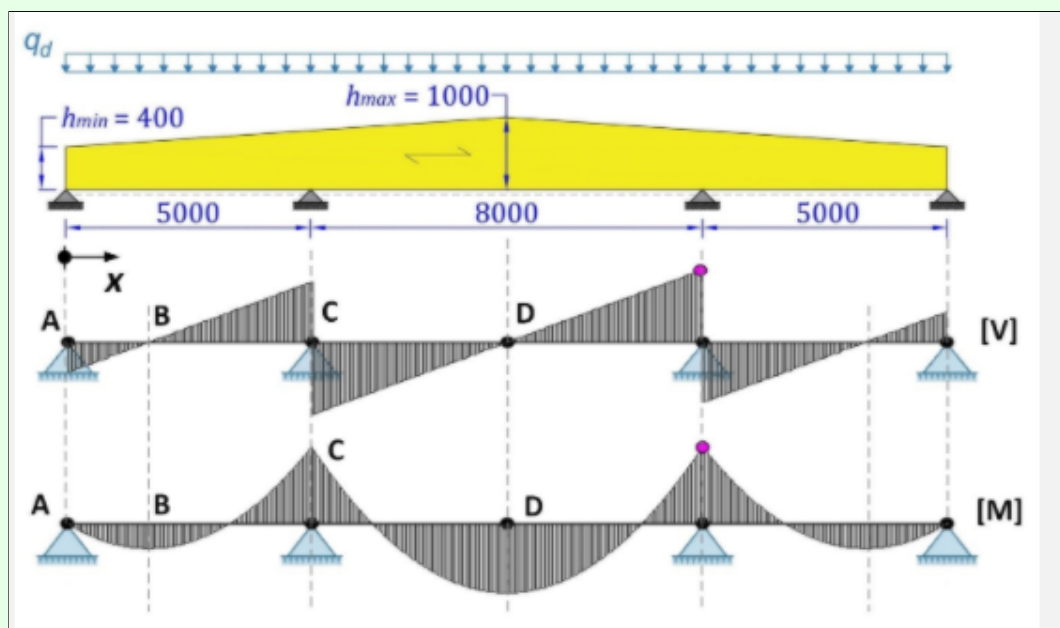 qd
hmax = 1000
hmin = 400
5000 8000 5000
x
A B C D [V]
C
A B D [M]